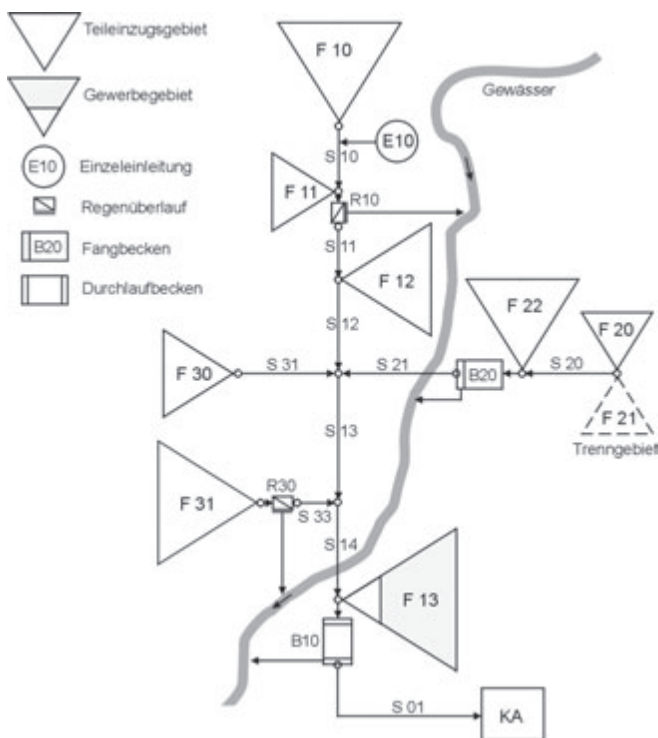 Teileinzugsgebiet
Gewerbegebiet
E10
Einzeleinleitung
Regenüberlauf
B20
Fangbecken
Durchlaufbecken
F 10
Gewässer
S 10
E10
F 11
R10
S 11
F 12
S 12
F 22
F 20
F 30
S 31
S 21
B20
S 20
F 21
Trenngebiet
S 13
F 31
R30
S 33
S 14
F 13
B10
S 01
KA